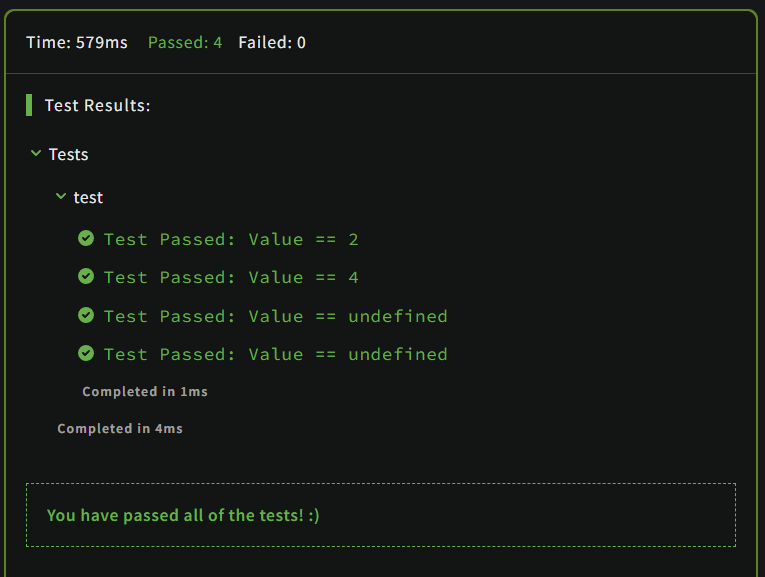 Time: 579ms Passed: 4 Failed: 0
Test Results:
Tests
test
Test Passed: Value == 2
Test Passed: Value == 4
Test Passed: Value == undefined
Test Passed: Value == undefined
Completed in 1ms
Completed in 4ms
You have passed all of the tests! :)